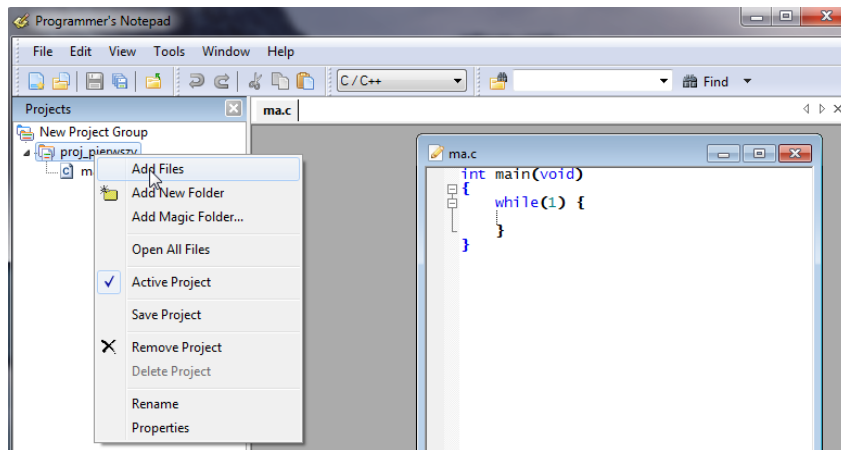 Programmer's Notepad
File Edit View Tools Window Help
C / C++ Find
Projects
ma.c
New Project Group
proj_pierwszy
m
Add Files
Add New Folder
Add Magic Folder...
Open All Files
Active Project
Save Project
Remove Project
Delete Project
Rename
Properties
ma.c
int main(void)
{
while(1) {
}
}